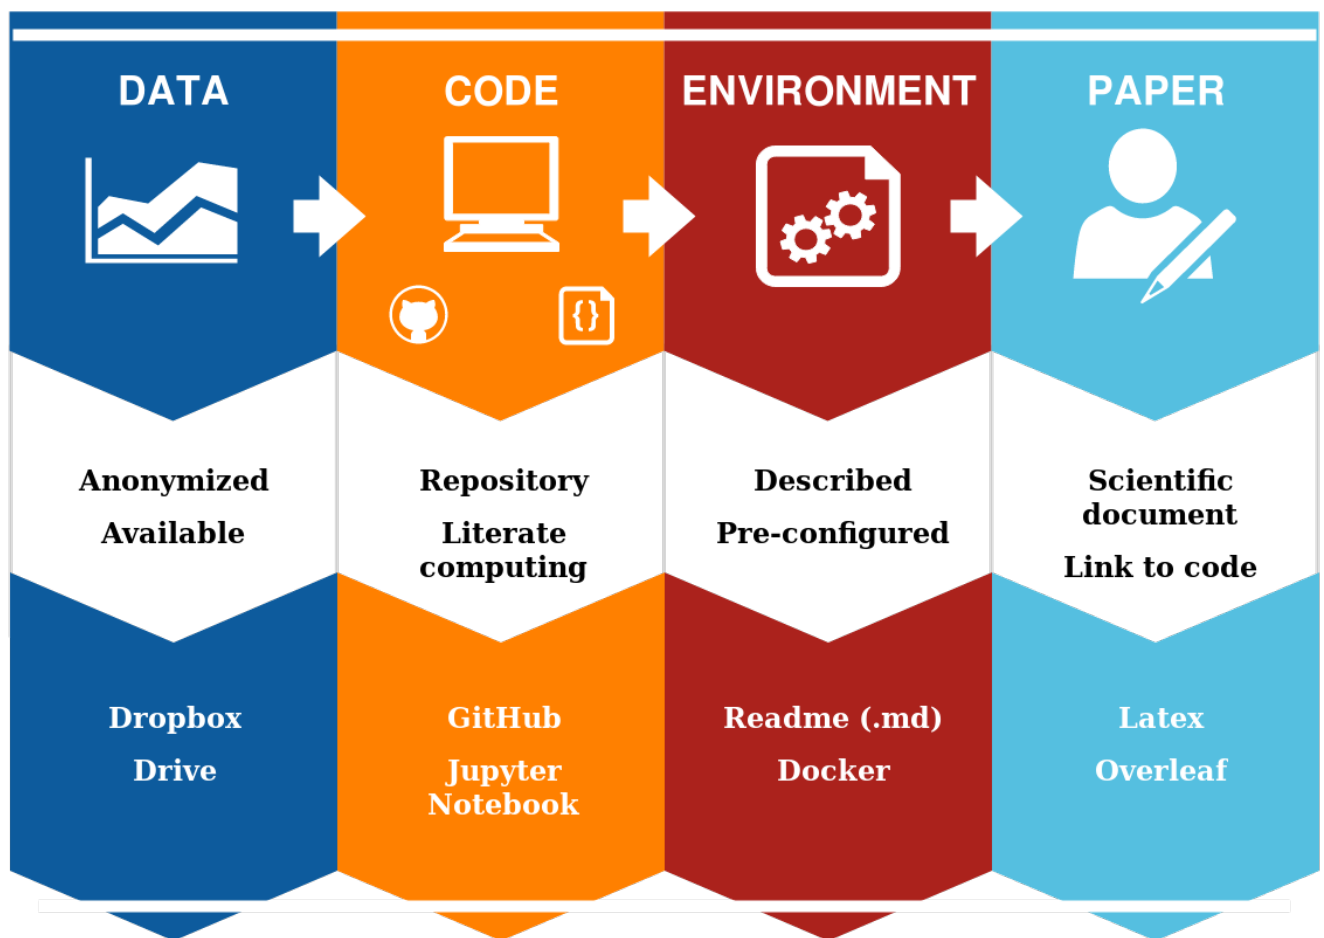 DATA
CODE
ENVIRONMENT
PAPER
{}
Anonymized
Available
Repository
Literate
computing
Described
Pre-configured
Scientific
document
Link to code
Dropbox
Drive
GitHub
Jupyter
Notebook
Readme (.md)
Docker
Latex
Overleaf